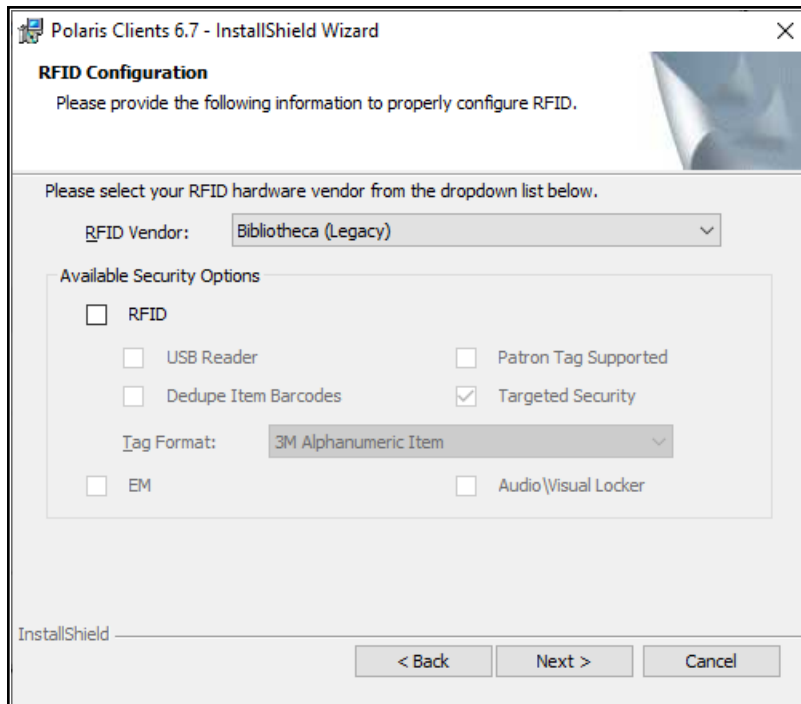 Polaris Clients 6.7 - InstallShield Wizard
RFID Configuration
Please provide the following information to properly configure RFID.
Please select your RFID hardware vendor from the dropdown list below.
RFID Vendor: Bibliotheca (Legacy)
Available Security Options
RFID
USB Reader Patron Tag Supported
Dedupe Item Barcodes Targeted Security
Tag Format: 3M Alphanumeric Item
EM Audio\Visual Locker
InstallShield
< Back Next > Cancel